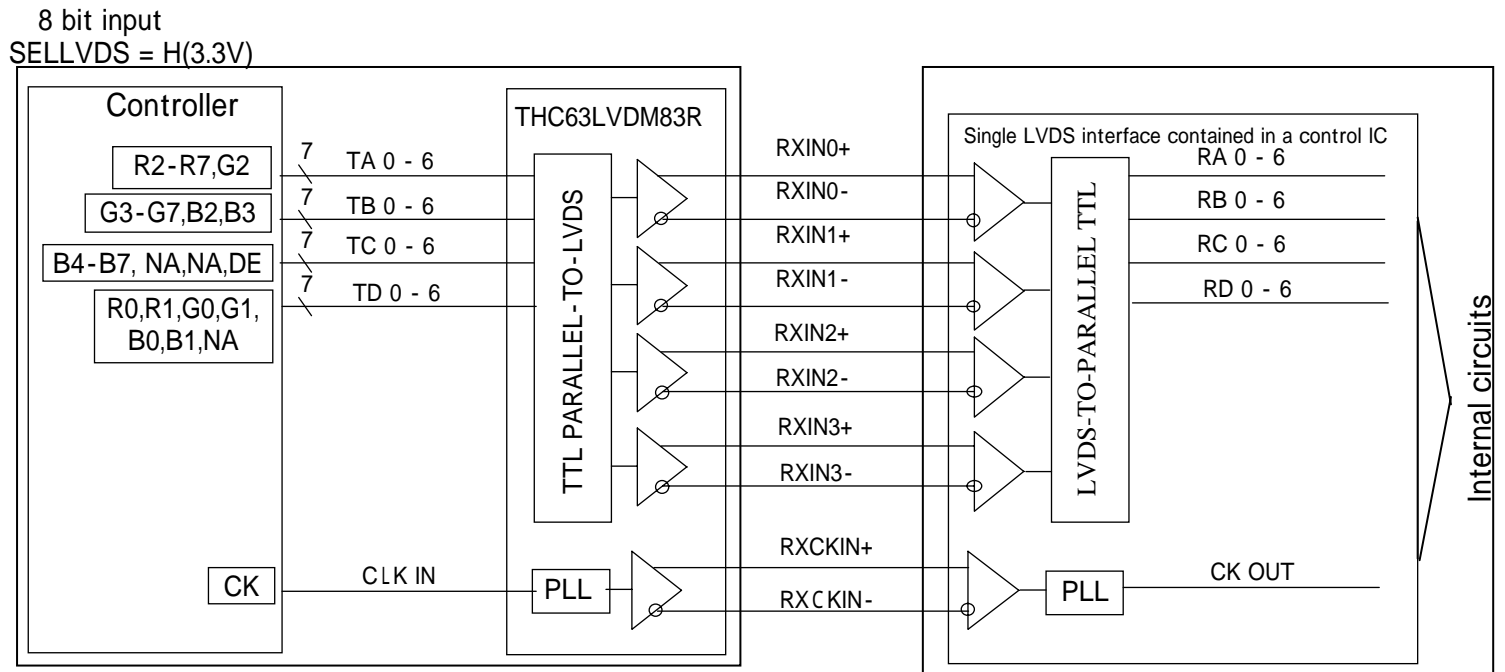 8 bit input
SELLVDS = H(3.3V)
Controller
R2-R7,G2
G3-G7,B2,B3
B4-B7, NA,NA,DE
R0,R1,G0,G1,
B0,B1,NA
CK
7
TA 0 - 6
7
TB 0 - 6
7
TC 0 - 6
7
TD 0 - 6
CLK IN
THC63LVDM83R
TTL PARALLEL-TO-LVDS
PLL
RXIN0+
RXIN0-
RXIN1+
RXIN1-
RXIN2+
RXIN2-
RXIN3+
RXIN3-
RXCKIN+
RXCKIN-
Single LVDS interface contained in a control IC
LVDS-TO-PARALLEL TTL
PLL
RA 0 - 6
RB 0 - 6
RC 0 - 6
RD 0 - 6
CK OUT
Internal circuits